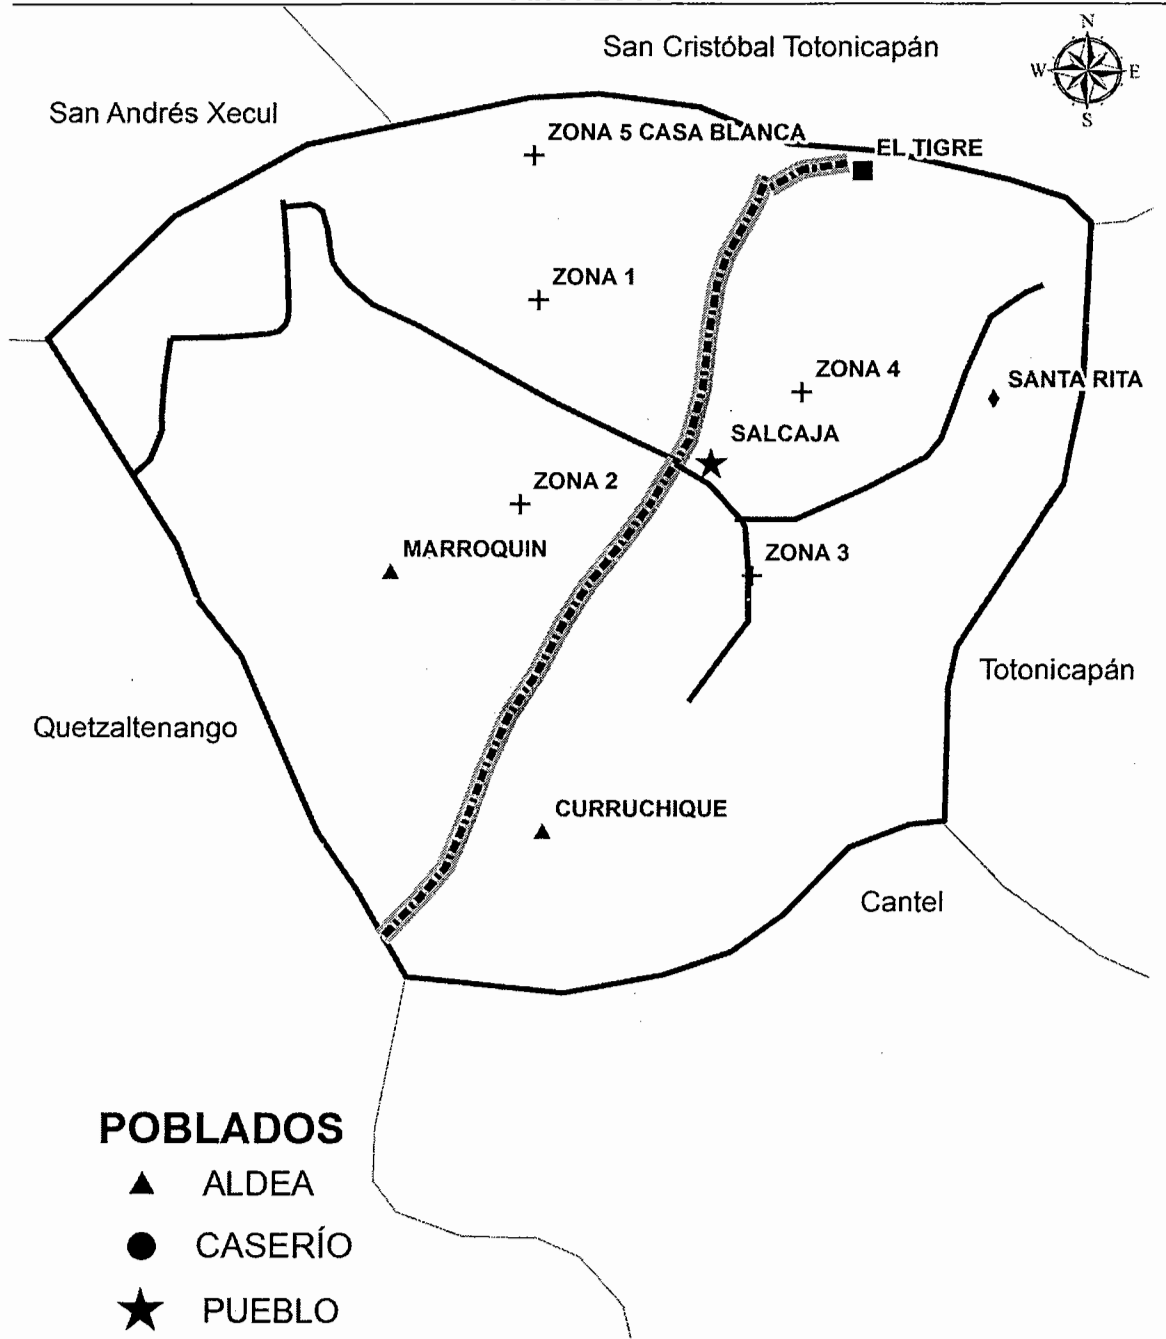 San Cristóbal Totonicapán
N
W
E
S
San Andrés Xecul
ZONA 5 CASA BLANCA
EL TIGRE
ZONA 1
ZONA 4
SANTA RITA
SALCAJA
ZONA 2
MARROQUIN
ZONA 3
Totonicapán
Quetzaltenango
CURRUCHIQUE
Cantel
POBLADOS
ALDEA
CASERÍO
PUEBLO